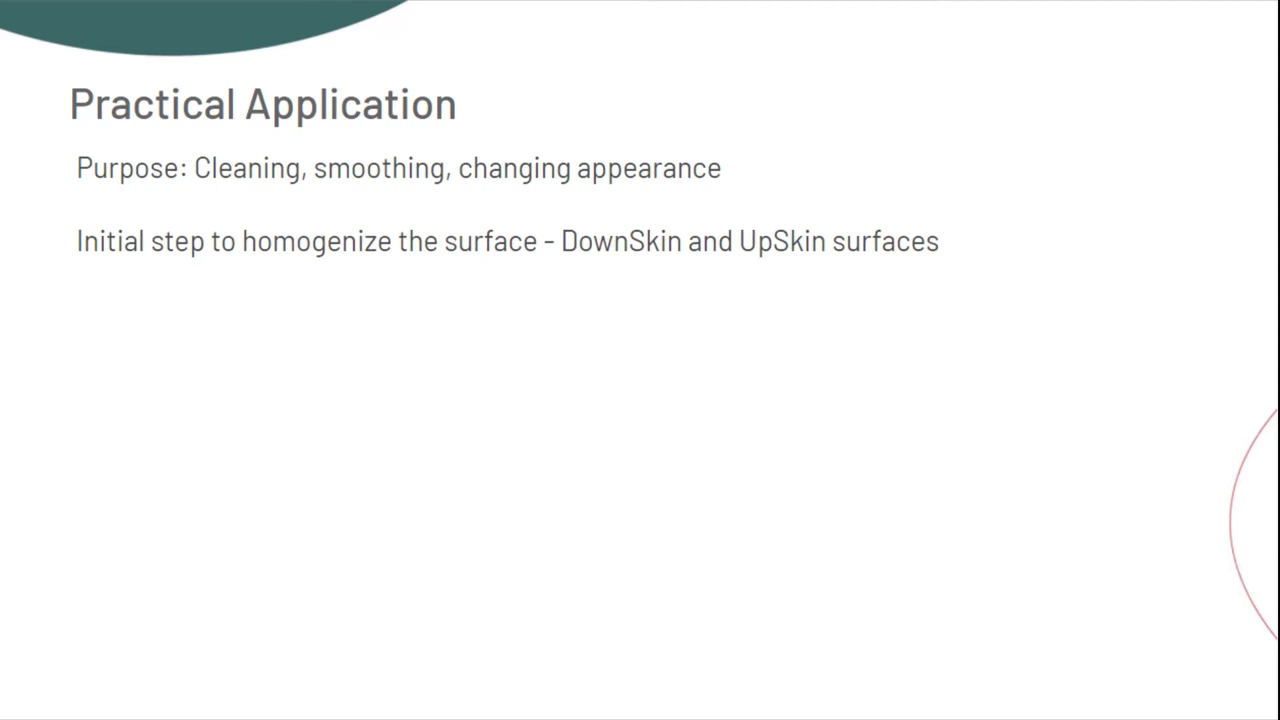 Practical Application
Purpose: Cleaning, smoothing, changing appearance
Initial step to homogenize the surface - DownSkin and UpSkin surfaces